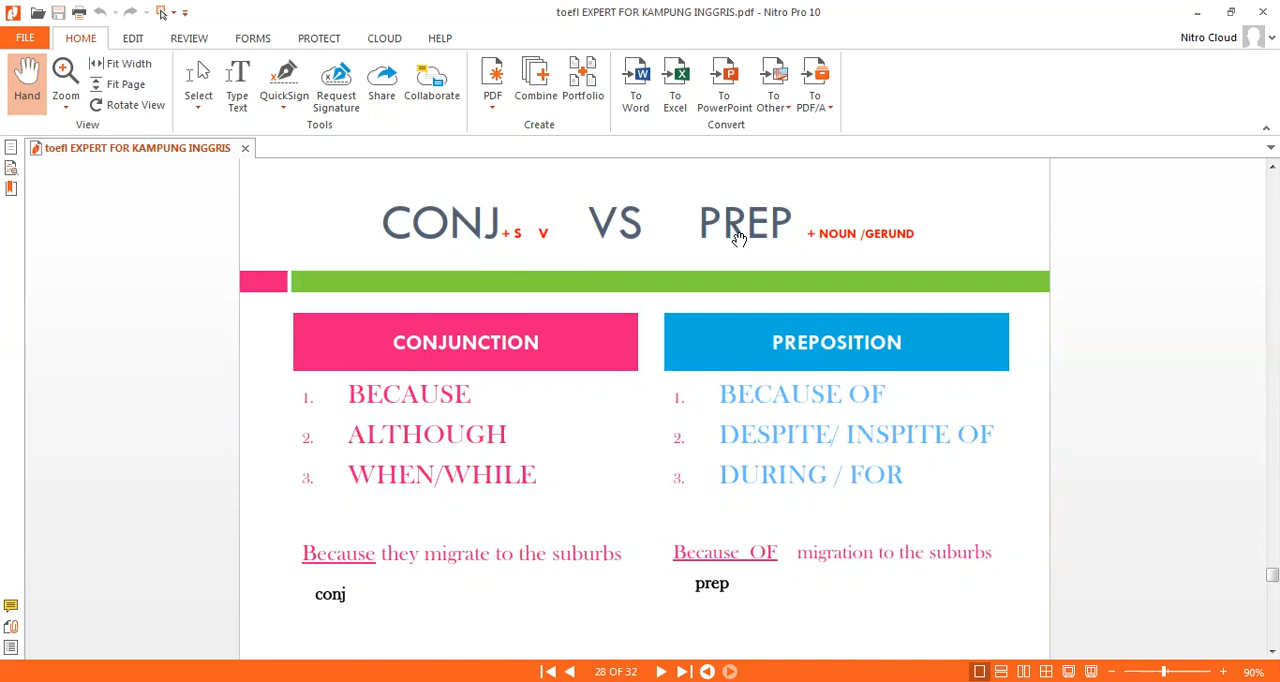 toefl EXPERT FOR KAMPUNG INGGRIS.pdf - Nitro Pro 10
FILE HOME EDIT REVIEW FORMS PROTECT CLOUD HELP
Nitro Cloud
Hand
Zoom
Fit Width
Fit Page
Rotate View
View
Select
Type Text
QuickSign
Request Signature
Share
Collaborate
Tools
PDF
Combine
Portfolio
Create
To Word
To Excel
To PowerPoint
To Other
To PDF/A
Convert
toefl EXPERT FOR KAMPUNG INGGRIS
CONJ + S V VS PREP + NOUN /GERUND
CONJUNCTION
1. BECAUSE
2. ALTHOUGH
3. WHEN/WHILE
Because they migrate to the suburbs
conj
PREPOSITION
1. BECAUSE OF
2. DESPITE/ INSPITE OF
3. DURING / FOR
Because OF migration to the suburbs
prep
28 OF 32
90%